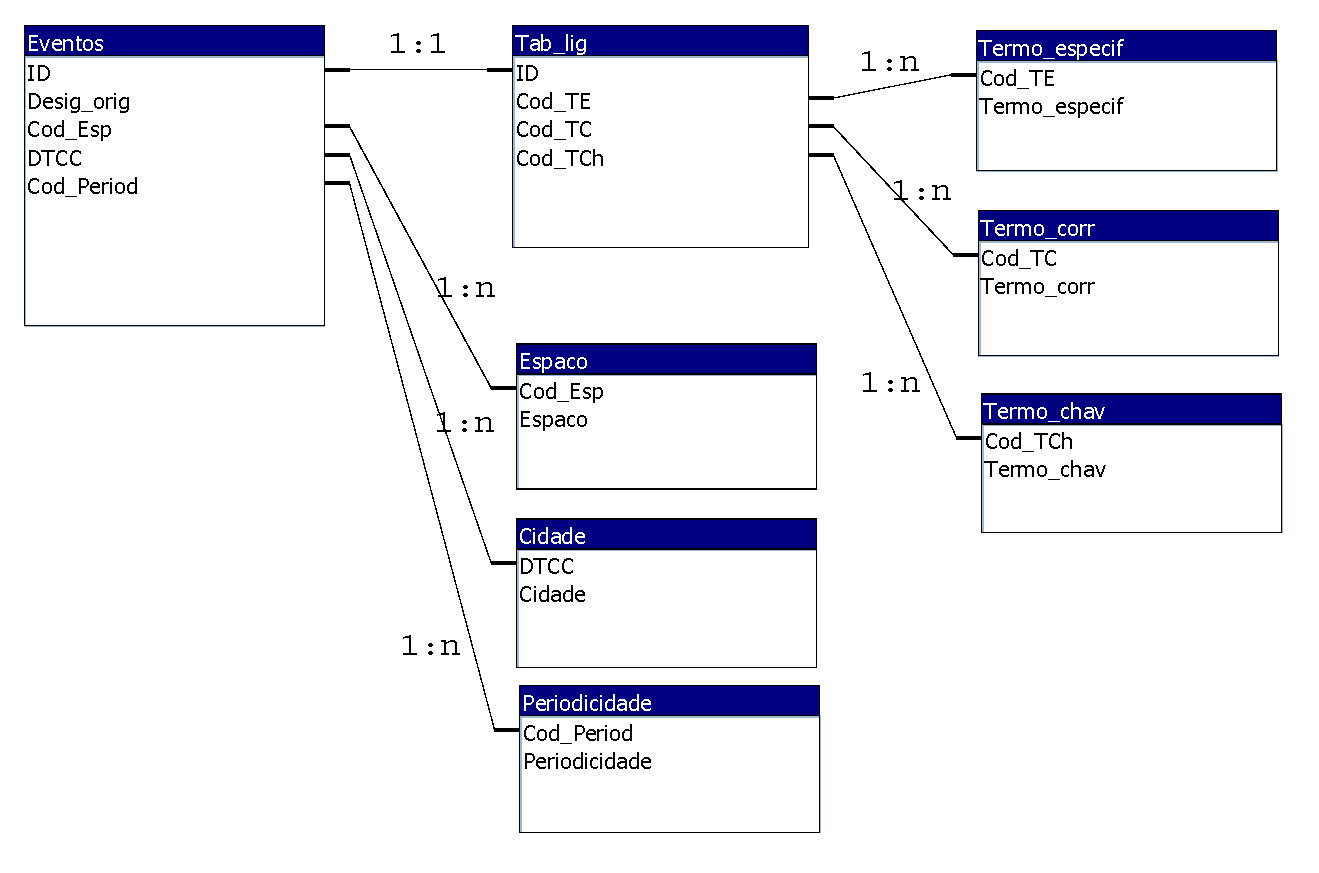 Eventos
ID
Desig_orig
Cod_Esp
DTCC
Cod_Period
1:1
Tab_lig
ID
Cod_TE
Cod_TC
Cod_TCh
1:n
Termo_especif
Cod_TE
Termo_especif
1:n
Termo_corr
Cod_TC
Termo_corr
1:n
Termo_chav
Cod_TCh
Termo_chav
1:n
Espaco
Cod_Esp
Espaco
1:n
Cidade
DTCC
Cidade
1:n
Periodicidade
Cod_Period
Periodicidade